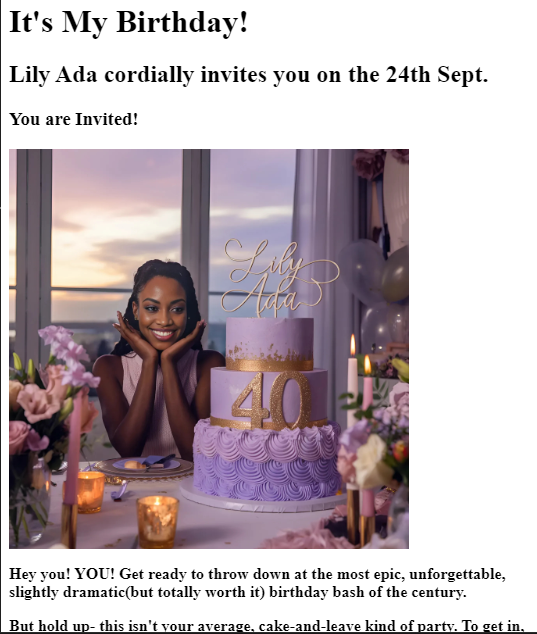 It's My Birthday!
Lily Ada cordially invites you on the 24th Sept.
You are Invited!
Lily
Ada
40
Hey you! YOU! Get ready to throw down at the most epic, unforgettable,
slightly dramatic(but totally worth it) birthday bash of the century.
But hold up- this isn't your average, cake-and-leave kind of party. To get in,